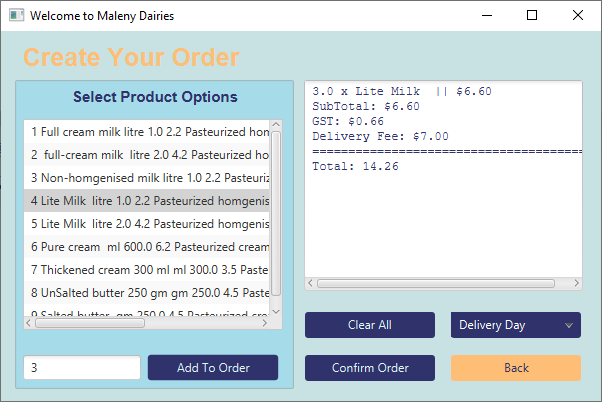 Welcome to Maleny Dairies
Create Your Order
Select Product Options
1 Full cream milk litre 1.0 2.2 Pasteurized hon
2  full-cream milk  litre 2.0 4.2 Pasteurized hon
3 Non-homgenised milk litre 1.0 2.2 Pasteuriz
4 Lite Milk  litre 1.0 2.2 Pasteurized homgenis
5 Lite Milk  litre 2.0 4.2 Pasteurized homgenis
6 Pure cream  ml 600.0 6.2 Pasteurized cream
7 Thickened cream 300 ml ml 300.0 3.5 Paste
8 UnSalted butter 250 gm gm 250.0 4.5 Paste
9 Salted butter  gm 250.0 4.5 Pasteurized cre
3
Add To Order
3.0 x Lite Milk  || $6.60
SubTotal: $6.60
GST: $0.66
Delivery Fee: $7.00
=====================================
Total: 14.26
Clear All
Delivery Day
Confirm Order
Back